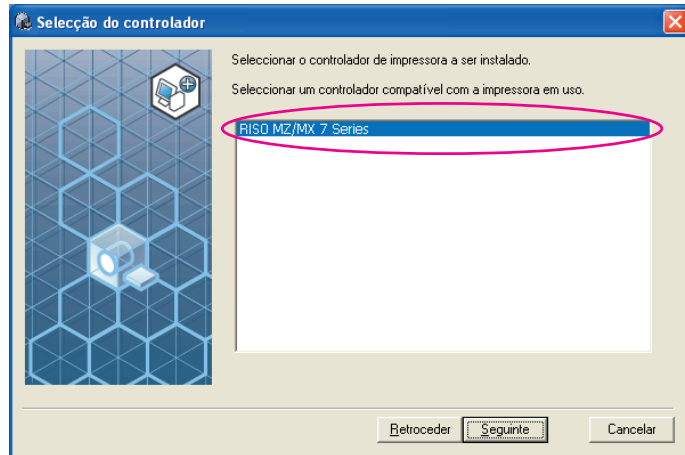 Selecção do controlador
Seleccionar o controlador de impressora a ser instalado.
Seleccionar um controlador compatível com a impressora em uso.
RISO MZ/MX 7 Series
Retroceder Seguinte Cancelar